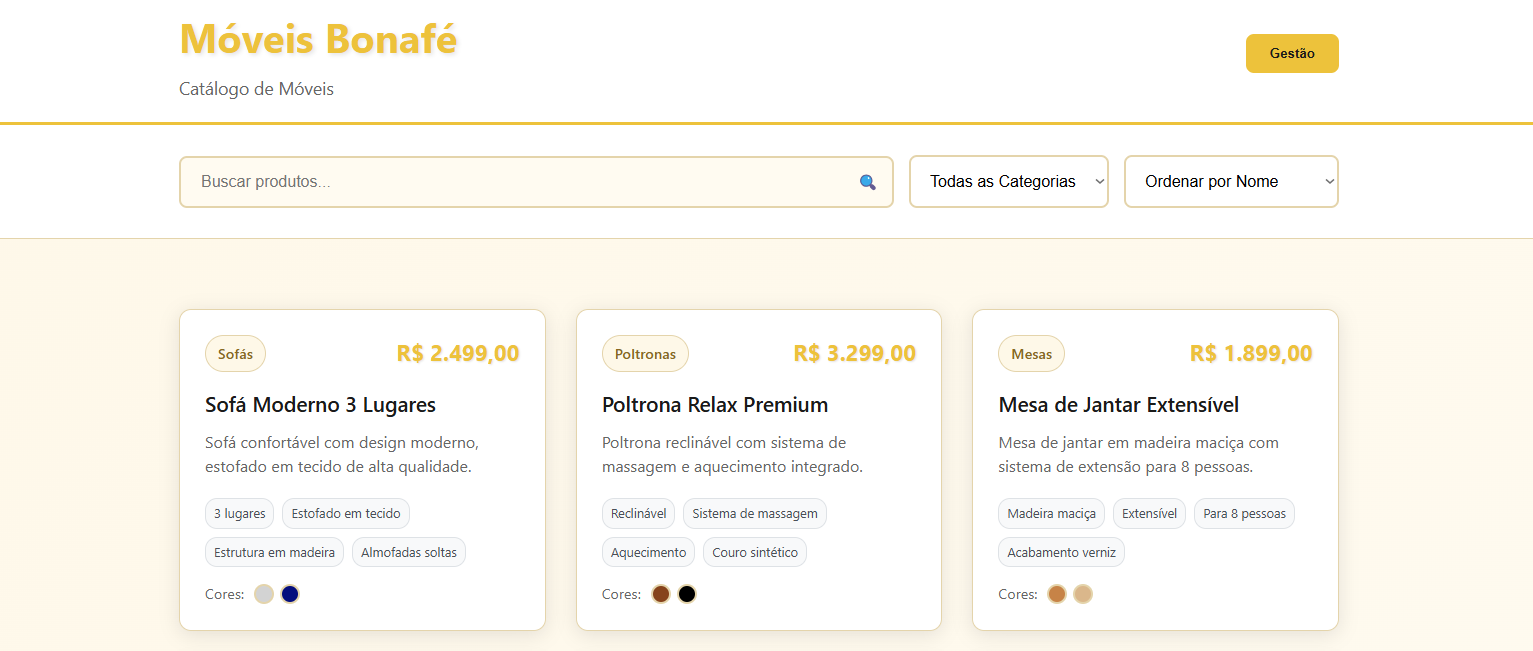 Móveis Bonafé
Catálogo de Móveis
Gestão
Buscar produtos...
Todas as Categorias
Ordenar por Nome
Sofás
R$ 2.499,00
Sofá Moderno 3 Lugares
Sofá confortável com design moderno,
estofado em tecido de alta qualidade.
3 lugares
Estofado em tecido
Estrutura em madeira
Almofadas soltas
Cores:
Poltronas
R$ 3.299,00
Poltrona Relax Premium
Poltrona reclinável com sistema de
massagem e aquecimento integrado.
Reclinável
Sistema de massagem
Aquecimento
Couro sintético
Cores:
Mesas
R$ 1.899,00
Mesa de Jantar Extensível
Mesa de jantar em madeira maciça com
sistema de extensão para 8 pessoas.
Madeira maciça
Extensível
Para 8 pessoas
Acabamento verniz
Cores: